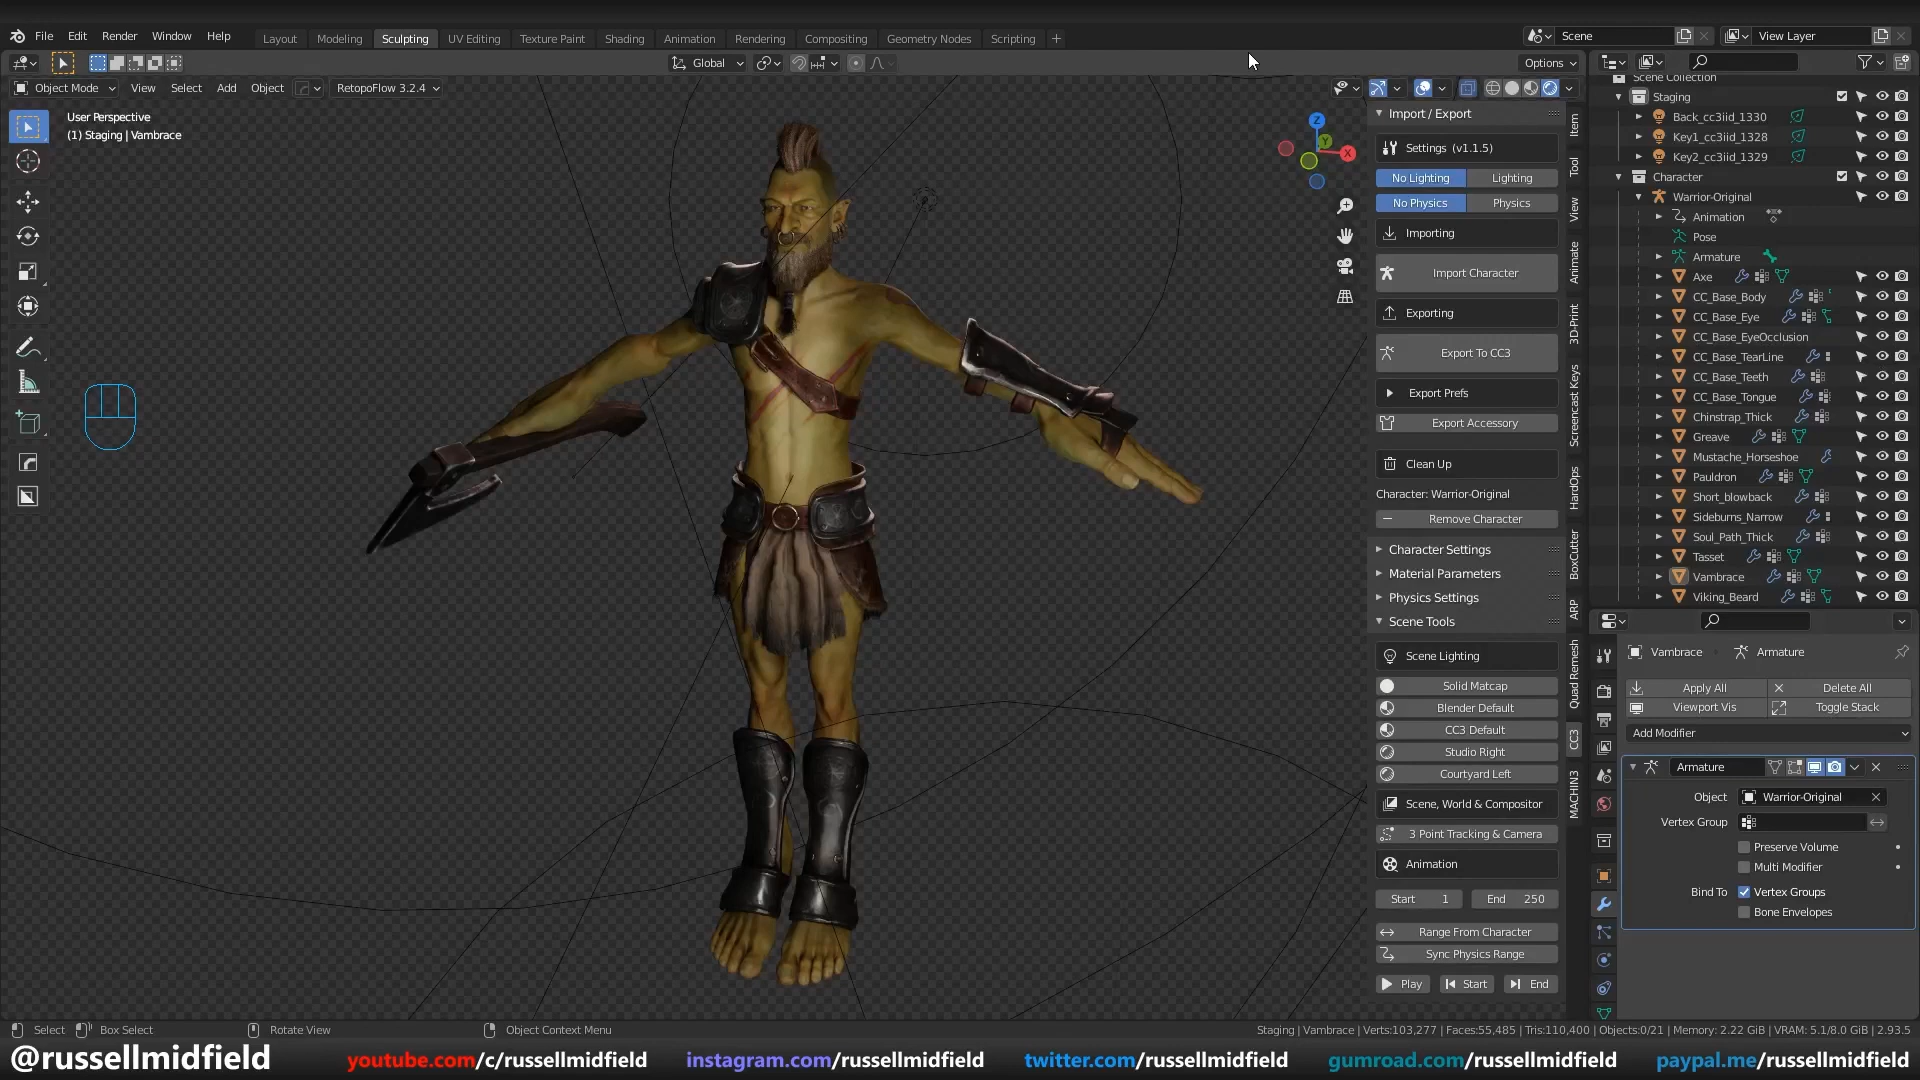 File Edit Render Window Help
Layout Modeling Sculpting UV Editing Texture Paint Shading Animation Rendering Compositing Geometry Nodes Scripting +
Scene View Layer
Global Options
Object Mode View Select Add Object RetopoFlow 3.2.4
User Perspective
(1) Staging | Vambrace
Z
Y
X
Import / Export
Settings (v1.1.5)
No Lighting Lighting
No Physics Physics
Importing
Import Character
Exporting
Export To CC3
Export Prefs
Export Accessory
Clean Up
Character: Warrior-Original
Remove Character
Character Settings
Material Parameters
Physics Settings
Scene Tools
Scene Lighting
Solid Matcap
Blender Default
CC3 Default
Studio Right
Courtyard Left
Scene, World & Compositor
3 Point Tracking & Camera
Animation
Start 1 End 250
Range From Character
Sync Physics Range
Play Start End
Item
Tool
View
Animate
3D-Print
Screencast Keys
HardOps
BoxCutter
ARP
Quad Remesh
CC3
MACHIN3
Scene Collection
Staging
Back_cc3iid_1330
Key1_cc3iid_1328
Key2_cc3iid_1329
Character
Warrior-Original
Animation
Pose
Armature
Axe
CC_Base_Body
CC_Base_Eye
CC_Base_EyeOcclusion
CC_Base_TearLine
CC_Base_Teeth
CC_Base_Tongue
Chinstrap_Thick
Greave
Mustache_Horseshoe
Pauldron
Short_blowback
Sideburns_Narrow
Soul_Path_Thick
Tasset
Vambrace
Viking_Beard
Vambrace Armature
Apply All Delete All
Viewport Vis Toggle Stack
Add Modifier
Armature
Object Warrior-Original
Vertex Group
Preserve Volume
Multi Modifier
Bind To Vertex Groups
Bone Envelopes
Select Box Select Rotate View Object Context Menu
Staging | Vambrace | Verts:103,277 | Faces:55,485 | Tris:110,400 | Objects:0/21 | Memory: 2.22 GiB | VRAM: 5.1/8.0 GiB | 2.93.5
@russellmidfield youtube.com/c/russellmidfield instagram.com/russellmidfield twitter.com/russellmidfield gumroad.com/russellmidfield paypal.me/russellmidfield